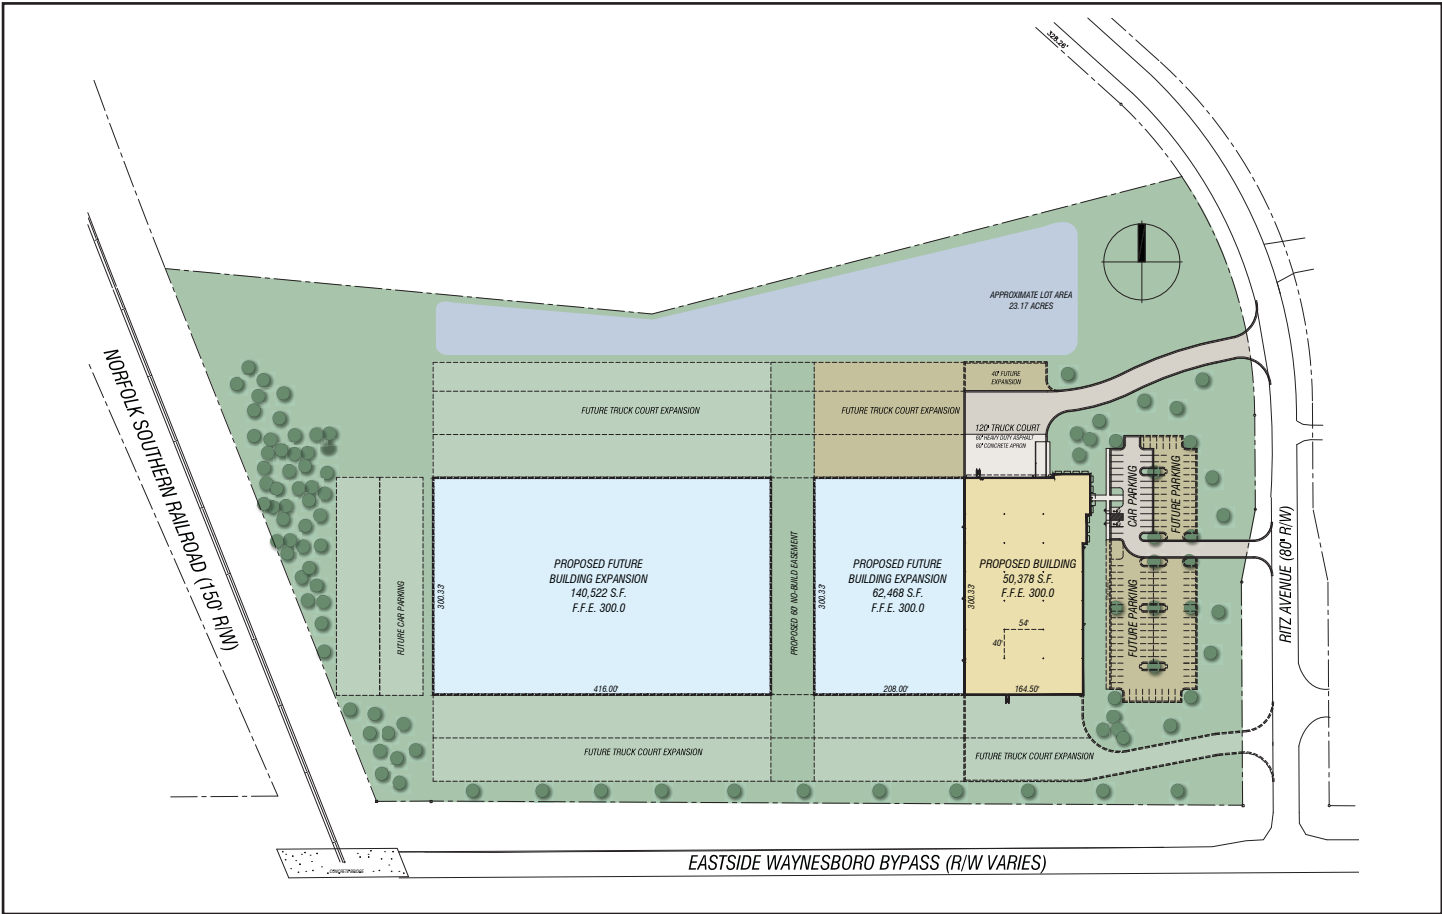 328.26'
APPROXIMATE LOT AREA
23.17 ACRES
NORFOLK SOUTHERN RAILROAD (150' R/W)
40' FUTURE
EXPANSION
FUTURE TRUCK COURT EXPANSION
FUTURE TRUCK COURT EXPANSION
120' TRUCK COURT
60' HEAVY DUTY ASPHALT
60' CONCRETE APRON
CAR PARKING
FUTURE PARKING
FUTURE PARKING
RITZ AVENUE (80' R/W)
FUTURE CAR PARKING
300.33'
PROPOSED FUTURE
BUILDING EXPANSION
140,522 S.F.
F.F.E. 300.0
416.00'
PROPOSED 60' NO-BUILD EASEMENT
300.33'
PROPOSED FUTURE
BUILDING EXPANSION
62,468 S.F.
F.F.E. 300.0
208.00'
300.33'
PROPOSED BUILDING
50,378 S.F.
F.F.E. 300.0
54'
40'
164.50'
FUTURE TRUCK COURT EXPANSION
FUTURE TRUCK COURT EXPANSION
CONCRETE BRIDGE
EASTSIDE WAYNESBORO BYPASS (R/W VARIES)